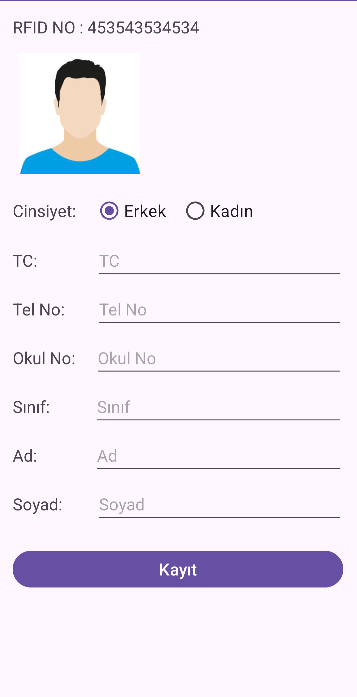 RFID NO : 453543534534
Cinsiyet: Erkek Kadın
TC: TC
Tel No: Tel No
Okul No: Okul No
Sınıf: Sınıf
Ad: Ad
Soyad: Soyad
Kayıt